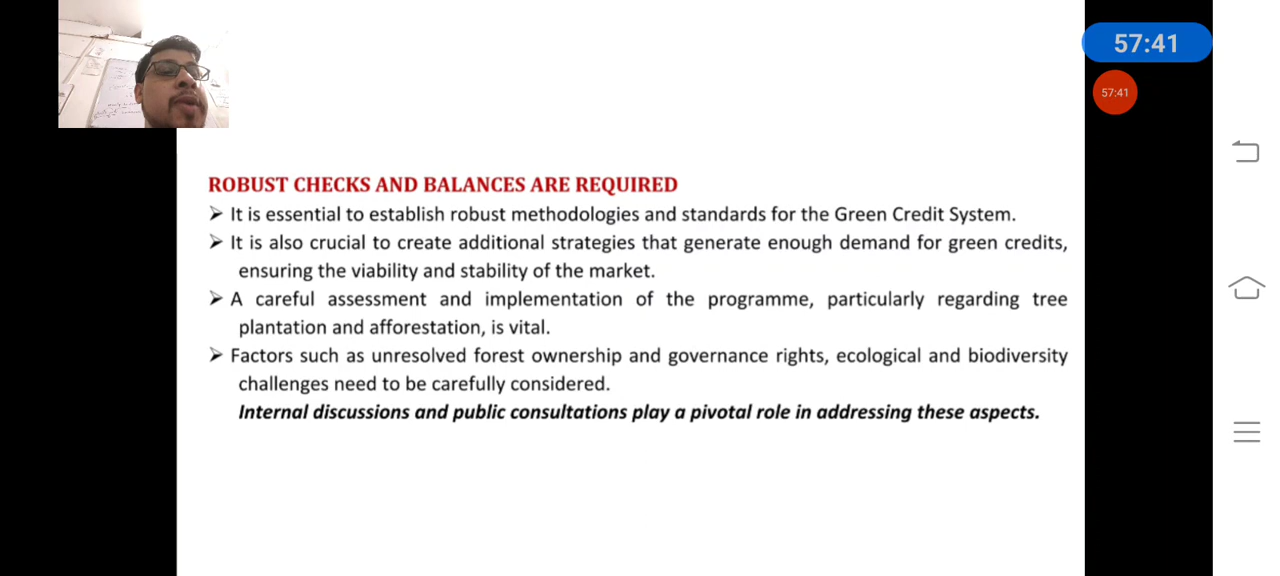 57:41
57:41
ROBUST CHECKS AND BALANCES ARE REQUIRED
➢ It is essential to establish robust methodologies and standards for the Green Credit System.
➢ It is also crucial to create additional strategies that generate enough demand for green credits,
ensuring the viability and stability of the market.
➢ A careful assessment and implementation of the programme, particularly regarding tree
plantation and afforestation, is vital.
➢ Factors such as unresolved forest ownership and governance rights, ecological and biodiversity
challenges need to be carefully considered.
Internal discussions and public consultations play a pivotal role in addressing these aspects.